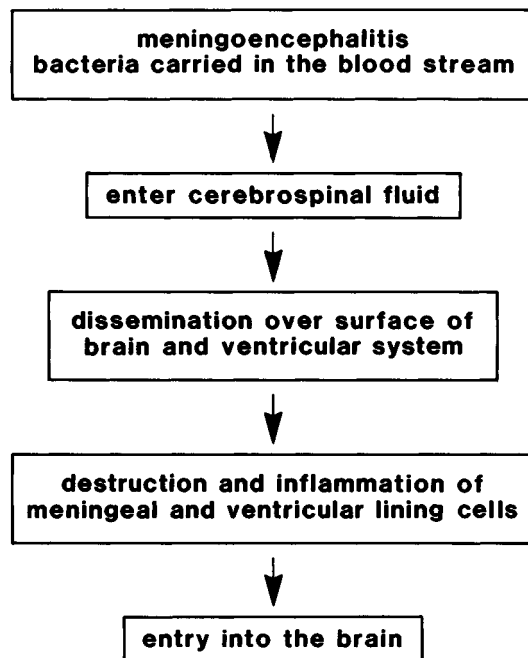 meningoencephalitis
bacteria carried in the blood stream
enter cerebrospinal fluid
dissemination over surface of
brain and ventricular system
destruction and inflammation of
meningeal and ventricular lining cells
entry into the brain